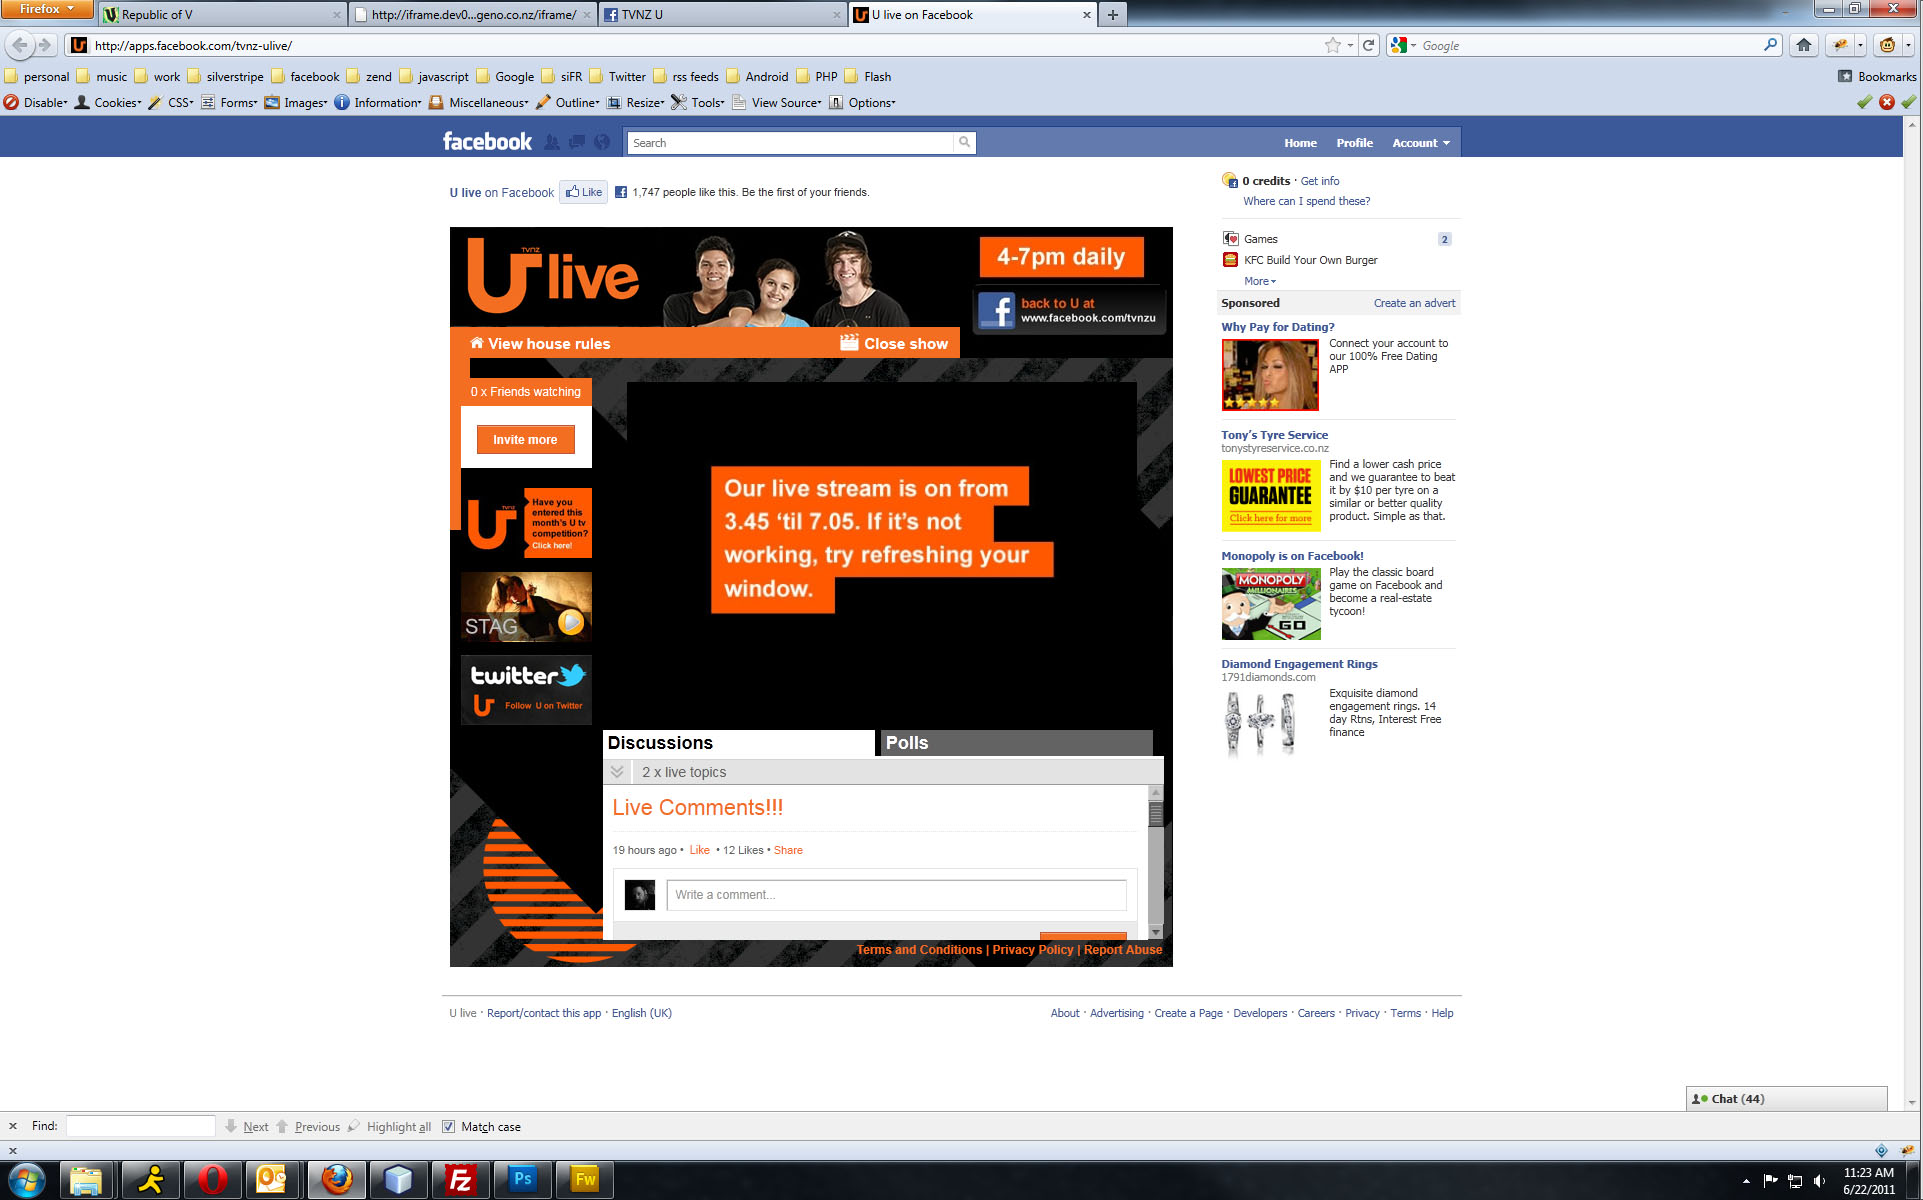 Firefox
Republic of V
http://iframe.dev0...geno.co.nz/iframe/
TVNZ U
U live on Facebook
http://apps.facebook.com/tvnz-ulive/
Google
personal music work silverstripe facebook zend javascript Google siFR Twitter rss feeds Android PHP Flash
Bookmarks
Disable Cookies CSS Forms Images Information Miscellaneous Outline Resize Tools View Source Options
facebook
Search
Home Profile Account
U live on Facebook
Like
1,747 people like this. Be the first of your friends.
0 credits · Get info
Where can I spend these?
Games 2
KFC Build Your Own Burger
More
Sponsored Create an advert
Why Pay for Dating?
Connect your account to
our 100% Free Dating
APP
Tony's Tyre Service
tonystyreservice.co.nz
LOWEST PRICE
GUARANTEE
Click here for more
Find a lower cash price
and we guarantee to beat
it by $10 per tyre on a
similar or better quality
product. Simple as that.
Monopoly is on Facebook!
MONOPOLY
MILLIONAIRES
GO
Play the classic board
game on Facebook and
become a real-estate
tycoon!
Diamond Engagement Rings
1791diamonds.com
Exquisite diamond
engagement rings. 14
day Rtns, Interest Free
finance
TVNZ
U live
4-7pm daily
back to U at
www.facebook.com/tvnzu
View house rules
Close show
0 x Friends watching
Invite more
TVNZ
U
Have you
entered this
month's U tv
competition?
Click here!
STAG
twitter
Follow U on Twitter
Our live stream is on from
3.45 ‘til 7.05. If it’s not
working, try refreshing your
window.
Discussions
Polls
2 x live topics
Live Comments!!!
19 hours ago • Like • 12 Likes • Share
Write a comment...
Terms and Conditions | Privacy Policy | Report Abuse
U live · Report/contact this app · English (UK)
About · Advertising · Create a Page · Developers · Careers · Privacy · Terms · Help
Chat (44)
Find: Next Previous Highlight all Match case
Fz
Ps
Fw
11:23 AM
6/22/2011